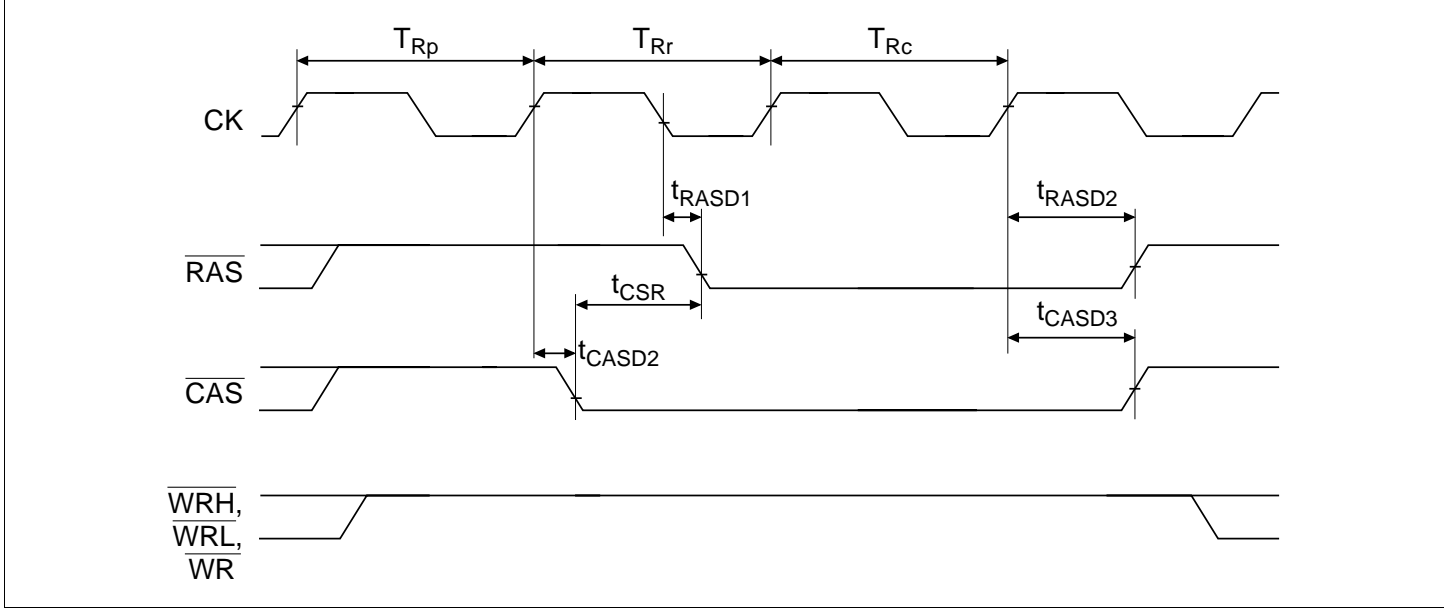 TRp TRr TRc
CK
tRASD1 tRASD2
RAS
tCSR
tCASD3
tCASD2
CAS
WRH,
WRL,
WR